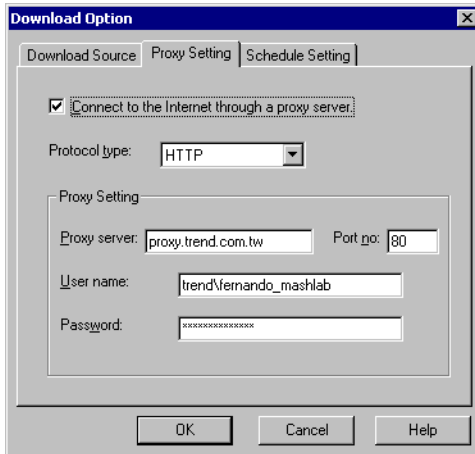 Download Option
Download Source Proxy Setting Schedule Setting
Connect to the Internet through a proxy server.
Protocol type: HTTP
Proxy Setting
Proxy server: proxy.trend.com.tw Port no: 80
User name: trend\fernando_mashlab
Password: **************
OK Cancel Help